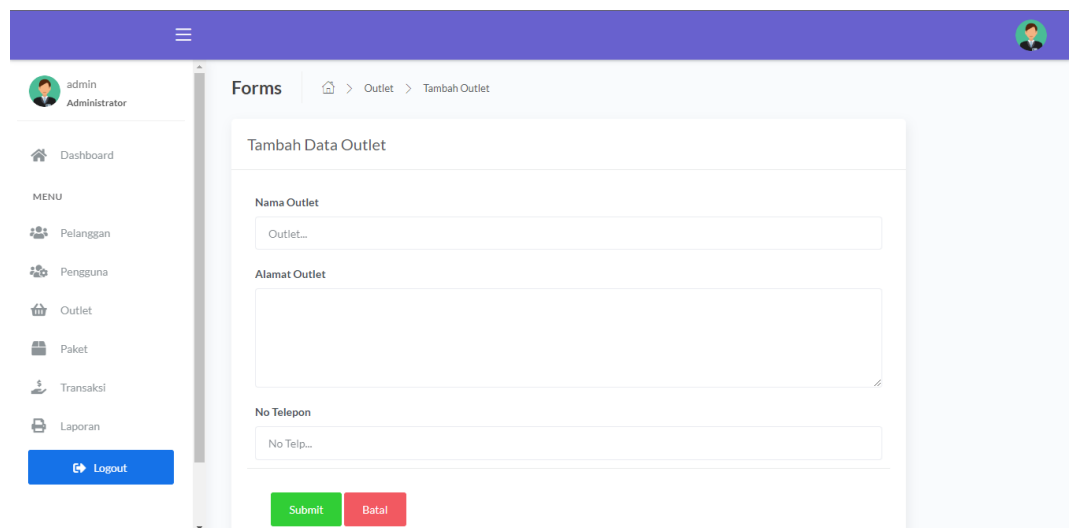 admin
Administrator
Dashboard
MENU
Pelanggan
Pengguna
Outlet
Paket
Transaksi
Laporan
Logout
Forms
Outlet > Tambah Outlet
Tambah Data Outlet
Nama Outlet
Outlet...
Alamat Outlet
No Telepon
No Telp...
Submit
Batal